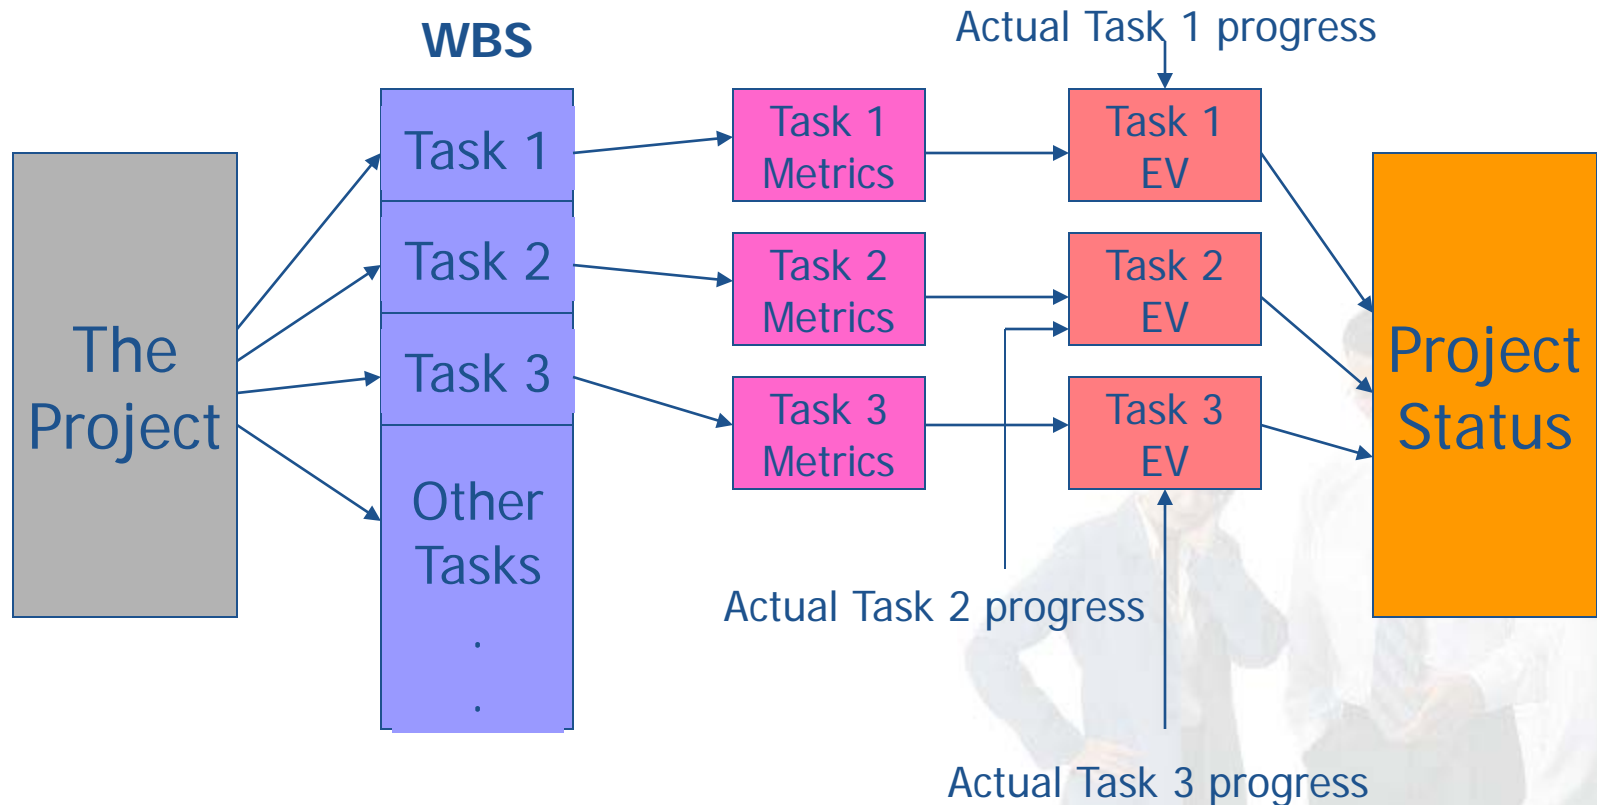 WBS
Actual Task 1 progress
The
Project
Task 1
Task 2
Task 3
Other
Tasks
.
.
Task 1
Metrics
Task 2
Metrics
Task 3
Metrics
Task 1
EV
Task 2
EV
Task 3
EV
Project
Status
Actual Task 2 progress
Actual Task 3 progress